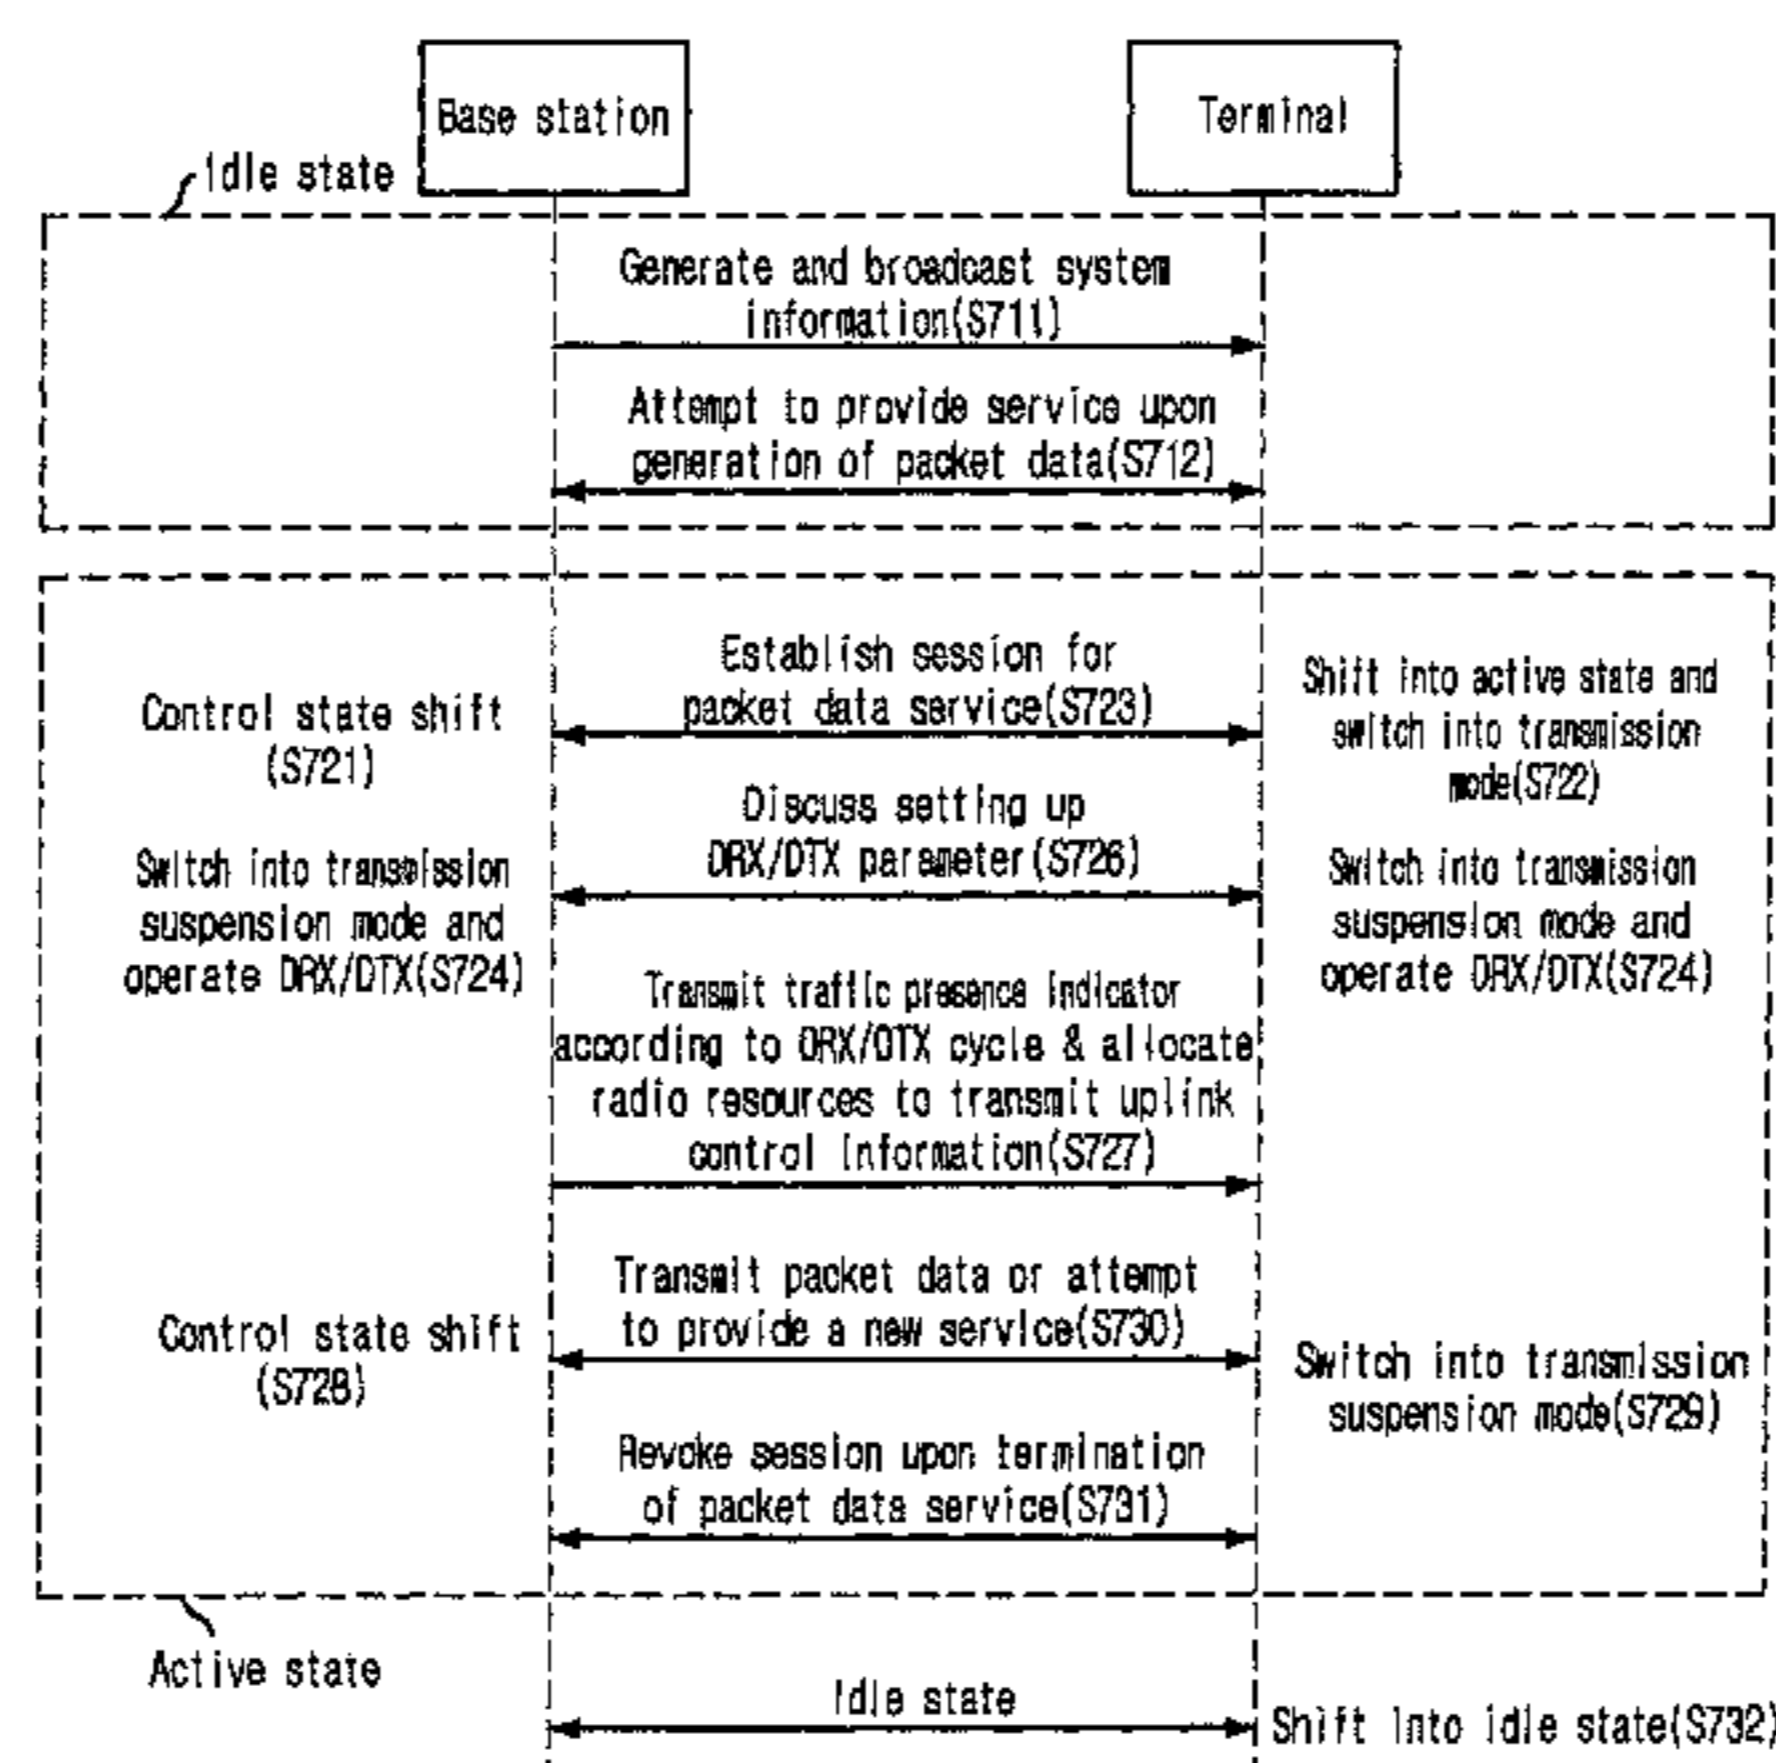 Base station
Terminal
Idle state
Generate and broadcast system
information(S711)
Attempt to provide service upon
generation of packet data(S712)
Establish session for
packet data service(S723)
Control state shift
(S721)
Shift into active state and
switch into transmission
mode(S722)
Discuss setting up
DRX/DTX parameter(S726)
Switch into transmission
suspension mode and
operate DRX/DTX(S724)
Switch into transmission
suspension mode and
operate DRX/DTX(S724)
Transmit traffic presence indicator
according to DRX/DTX cycle & allocate
radio resources to transmit uplink
control information(S727)
Transmit packet data or attempt
to provide a new service(S730)
Control state shift
(S728)
Switch into transmission
suspension mode(S729)
Revoke session upon termination
of packet data service(S731)
Active state
Idle state
Shift into idle state(S732)